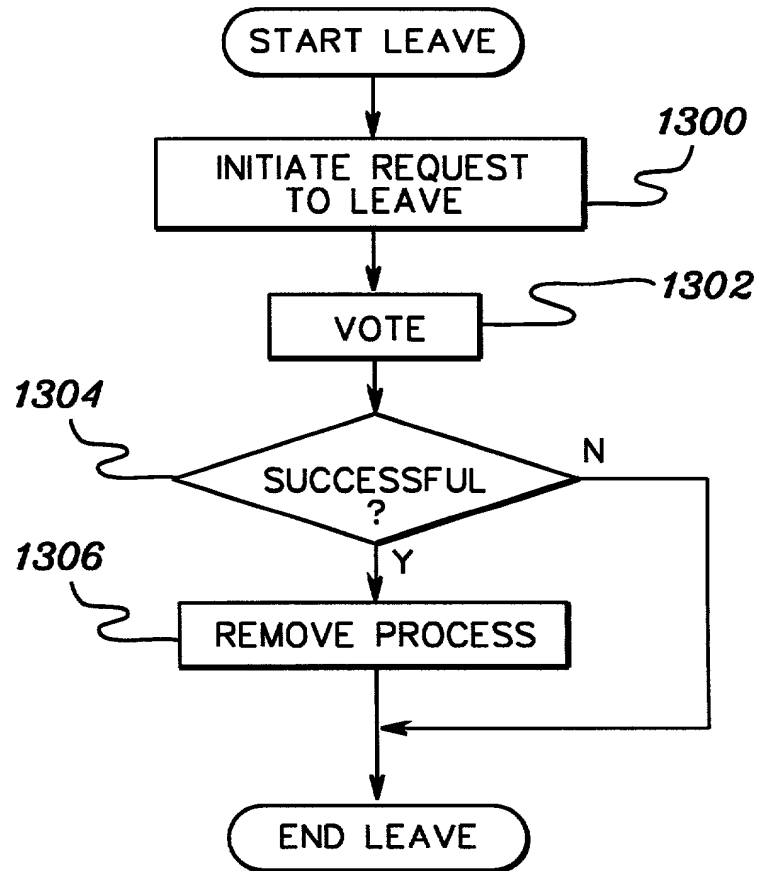 START LEAVE
1300
INITIATE REQUEST
TO LEAVE
1302
VOTE
1304
N
SUCCESSFUL
?
Y
1306
REMOVE PROCESS
END LEAVE